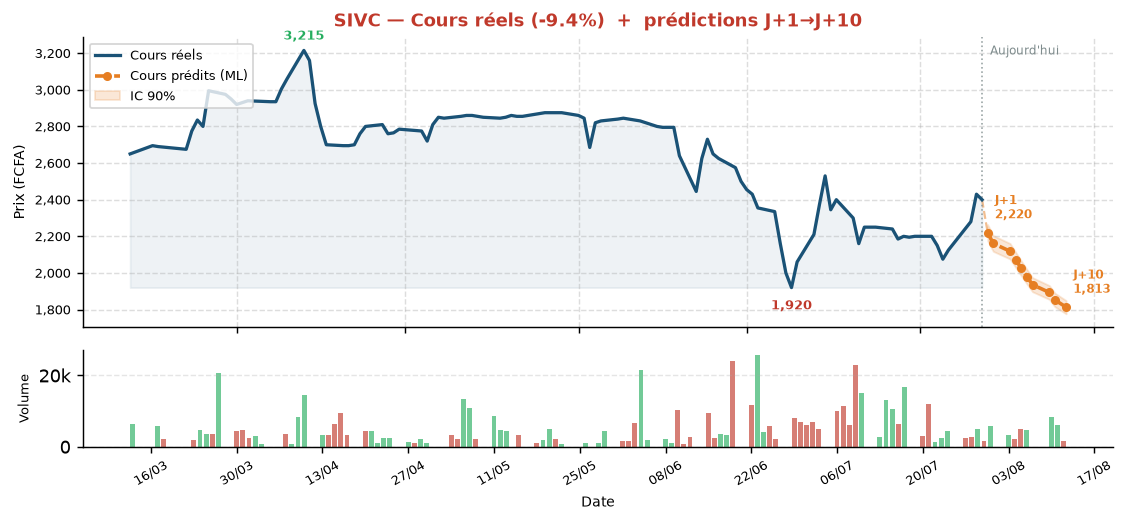 SIVC — Cours réels (-9.4%)  +  prédictions J+1→J+10
3,215
Cours réels
Cours prédits (ML)
IC 90%
Aujourd'hui
Prix (FCFA)
3,200
3,000
2,800
2,600
2,400
2,200
2,000
1,800
J+1
2,220
J+10
1,813
1,920
Volume
20k
0
16/03
30/03
13/04
27/04
11/05
25/05
08/06
22/06
06/07
20/07
03/08
17/08
Date